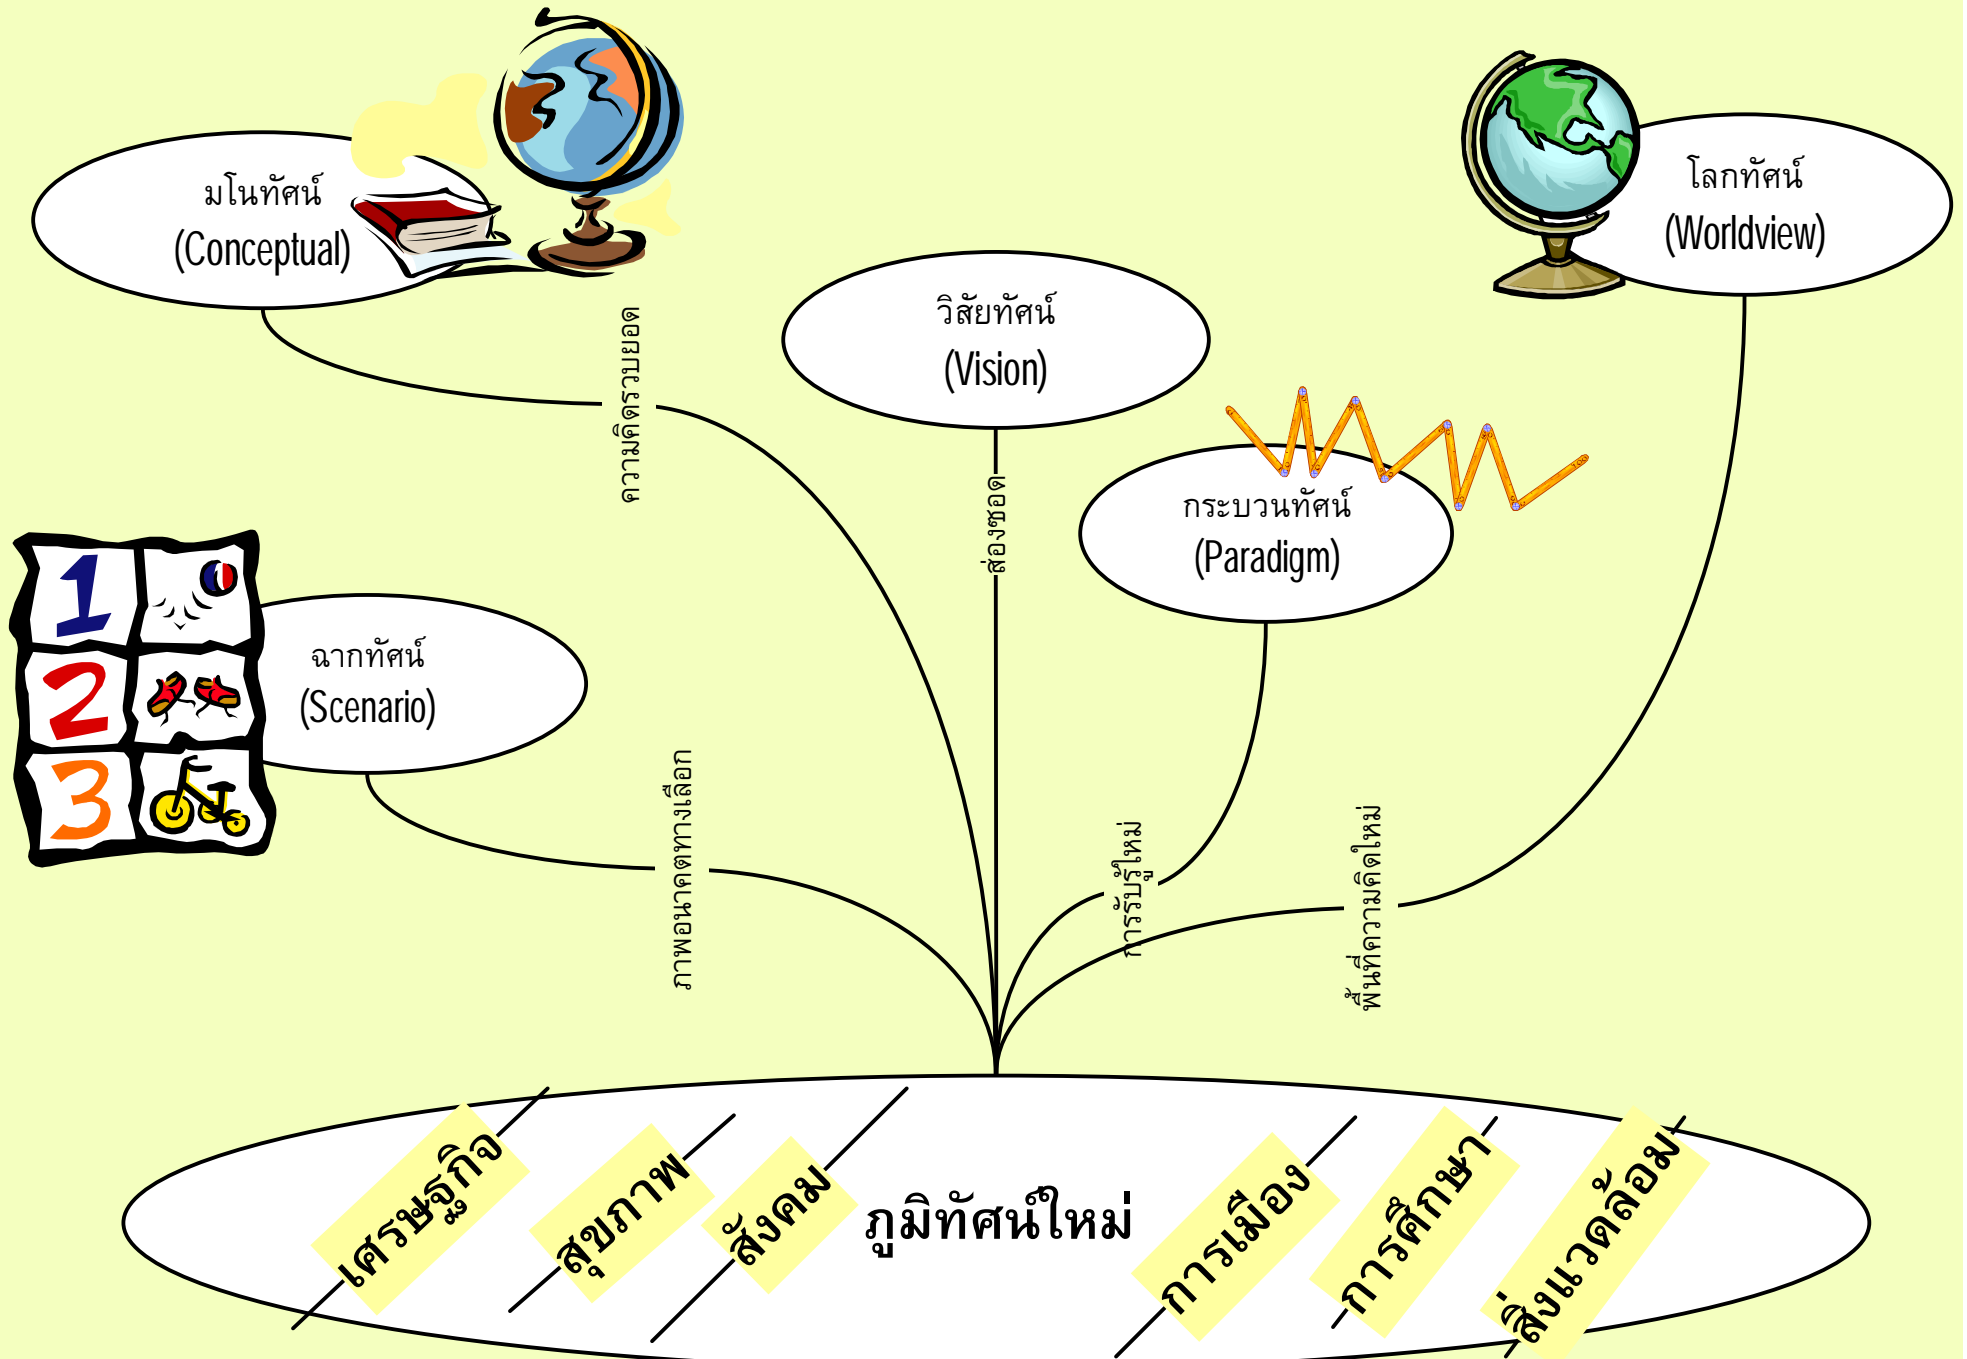 มโนทัศน์
(Conceptual)
โลกทัศน์
(Worldview)
วิสัยทัศน์
(Vision)
ความคิดรวบยอด
ส่องซอด
กระบวนทัศน์
(Paradigm)
1
2
3
ฉากทัศน์
(Scenario)
ภาพอนาคตทางเลือก
การรับรู้ใหม่
พื้นที่ความคิดใหม่
เศรษฐกิจ
สุขภาพ
สังคม
ภูมิทัศน์ใหม่
การเมือง
การศึกษา
สิ่งแวดล้อม